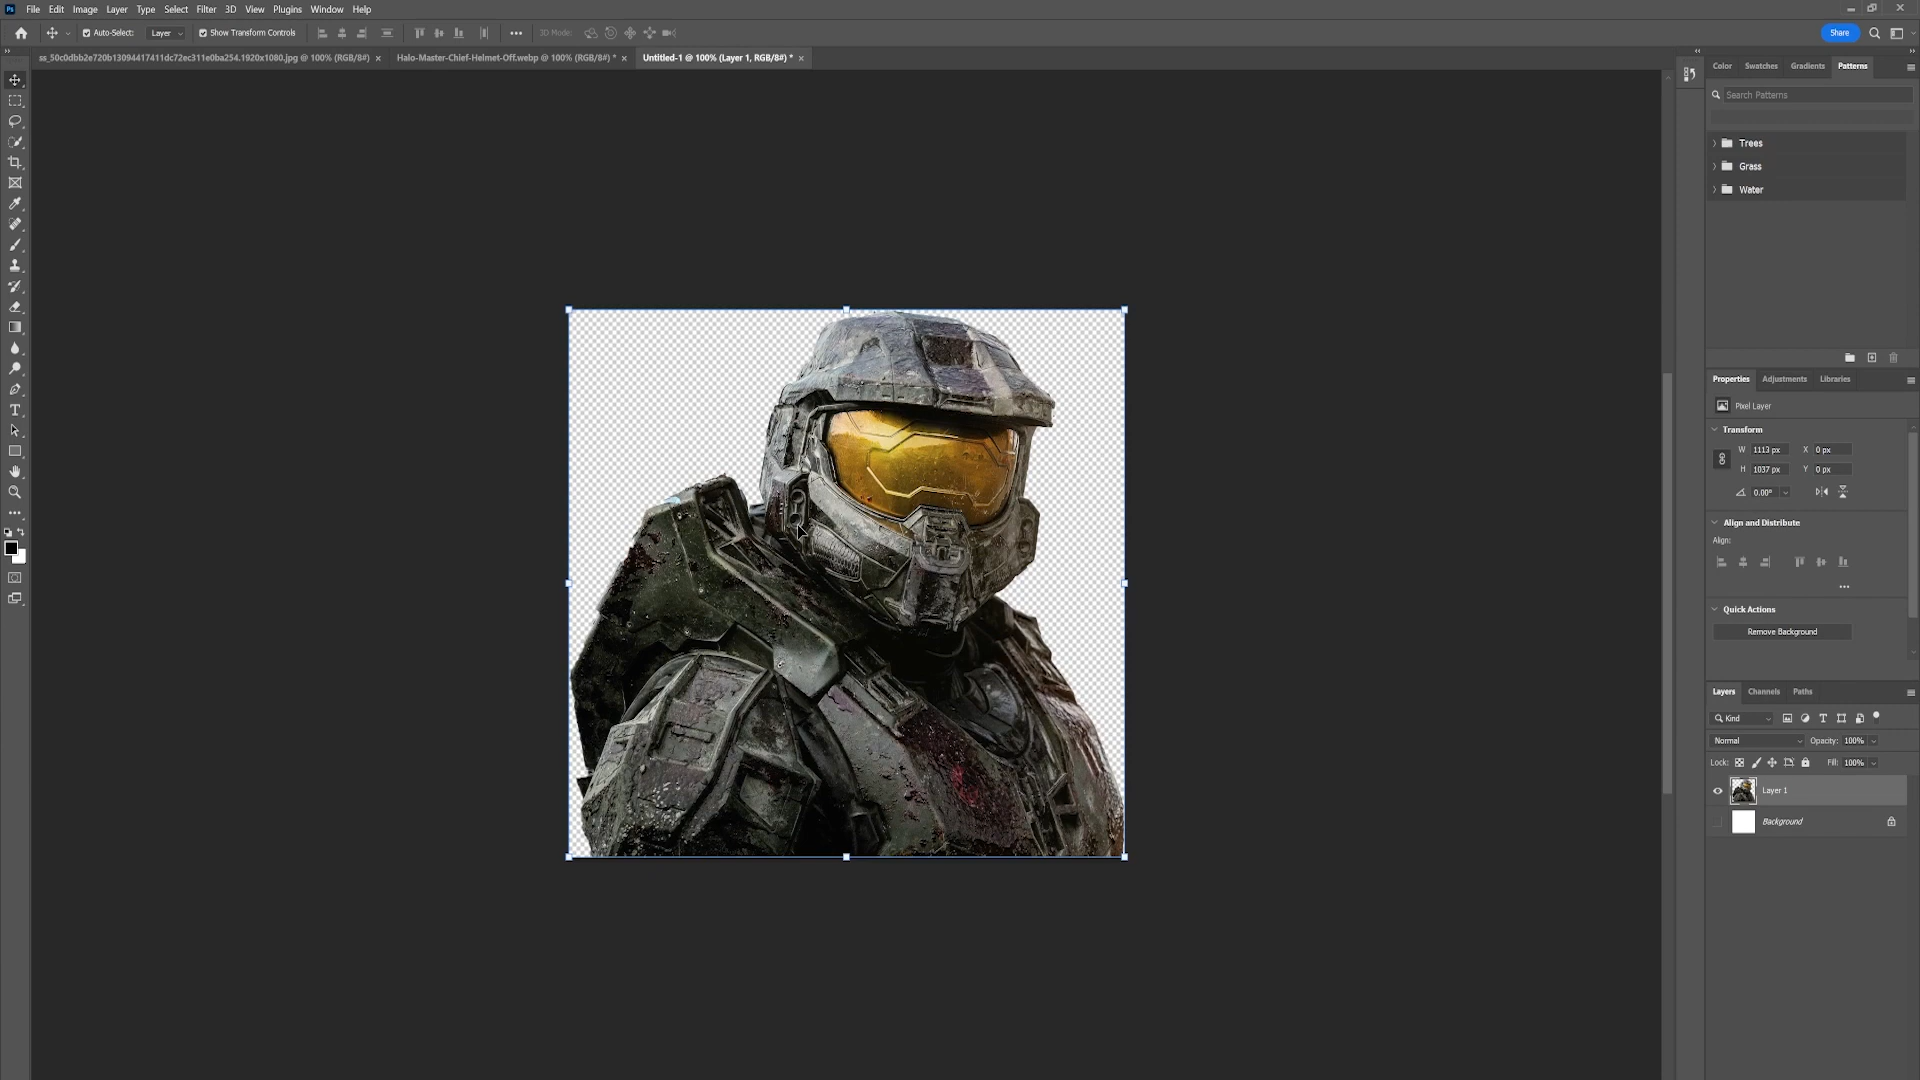 Ps File Edit Image Layer Type Select Filter 3D View Plugins Window Help
Auto-Select: Layer Show Transform Controls 3D Mode: Share
ss_50c0dbb2e720b13094417411dc72ec311e0ba254.1920x1080.jpg @ 100% (RGB/8#) × Halo-Master-Chief-Helmet-Off.webp @ 100% (RGB/8#) * × Untitled-1 @ 100% (Layer 1, RGB/8#) * ×
Color Swatches Gradients Patterns
Search Patterns
Trees
Grass
Water
Properties Adjustments Libraries
Pixel Layer
Transform
W 1113 px X 0 px
H 1037 px Y 0 px
0.00°
Align and Distribute
Align:
Quick Actions
Remove Background
Layers Channels Paths
Kind
Normal Opacity: 100%
Lock: Fill: 100%
Layer 1
Background